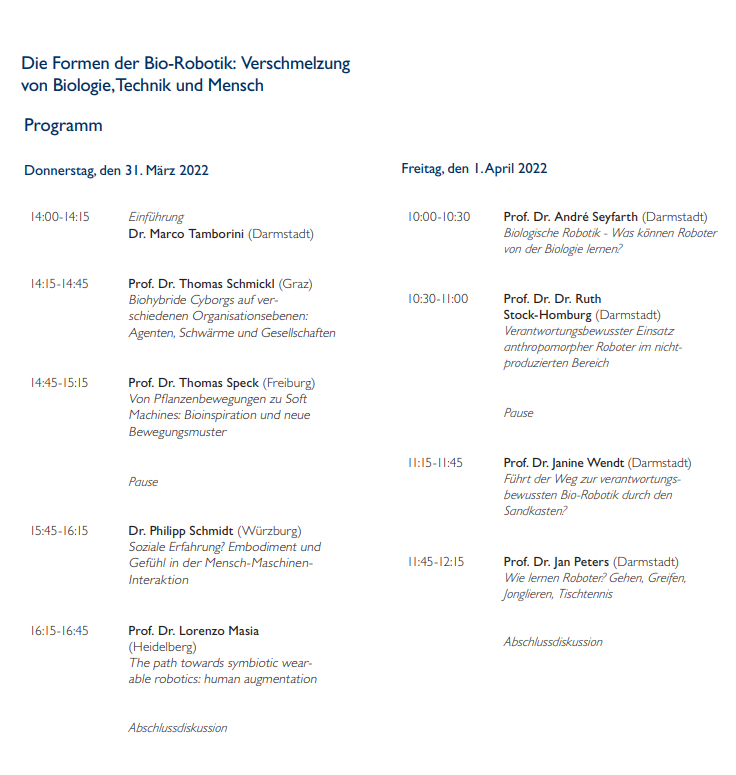 Die Formen der Bio-Robotik: Verschmelzung
von Biologie, Technik und Mensch
Programm
Donnerstag, den 31. März 2022
14:00-14:15 Einführung
Dr. Marco Tamborini (Darmstadt)
14:15-14:45 Prof. Dr. Thomas Schmickl (Graz)
Biohybride Cyborgs auf ver-
schiedenen Organisationsebenen:
Agenten, Schwärme und Gesellschaften
14:45-15:15 Prof. Dr. Thomas Speck (Freiburg)
Von Pflanzenbewegungen zu Soft
Machines: Bioinspiration und neue
Bewegungsmuster
Pause
15:45-16:15 Dr. Philipp Schmidt (Würzburg)
Soziale Erfahrung? Embodiment und
Gefühl in der Mensch-Maschinen-
Interaktion
16:15-16:45 Prof. Dr. Lorenzo Masia
(Heidelberg)
The path towards symbiotic wear-
able robotics: human augmentation
Abschlussdiskussion
Freitag, den 1. April 2022
10:00-10:30 Prof. Dr. André Seyfarth (Darmstadt)
Biologische Robotik - Was können Roboter
von der Biologie lernen?
10:30-11:00 Prof. Dr. Dr. Ruth
Stock-Homburg (Darmstadt)
Verantwortungsbewusster Einsatz
anthropomorpher Roboter im nicht-
produzierten Bereich
Pause
11:15-11:45 Prof. Dr. Janine Wendt (Darmstadt)
Führt der Weg zur verantwortungs-
bewussten Bio-Robotik durch den
Sandkasten?
11:45-12:15 Prof. Dr. Jan Peters (Darmstadt)
Wie lernen Roboter? Gehen, Greifen,
Jonglieren, Tischtennis
Abschlussdiskussion